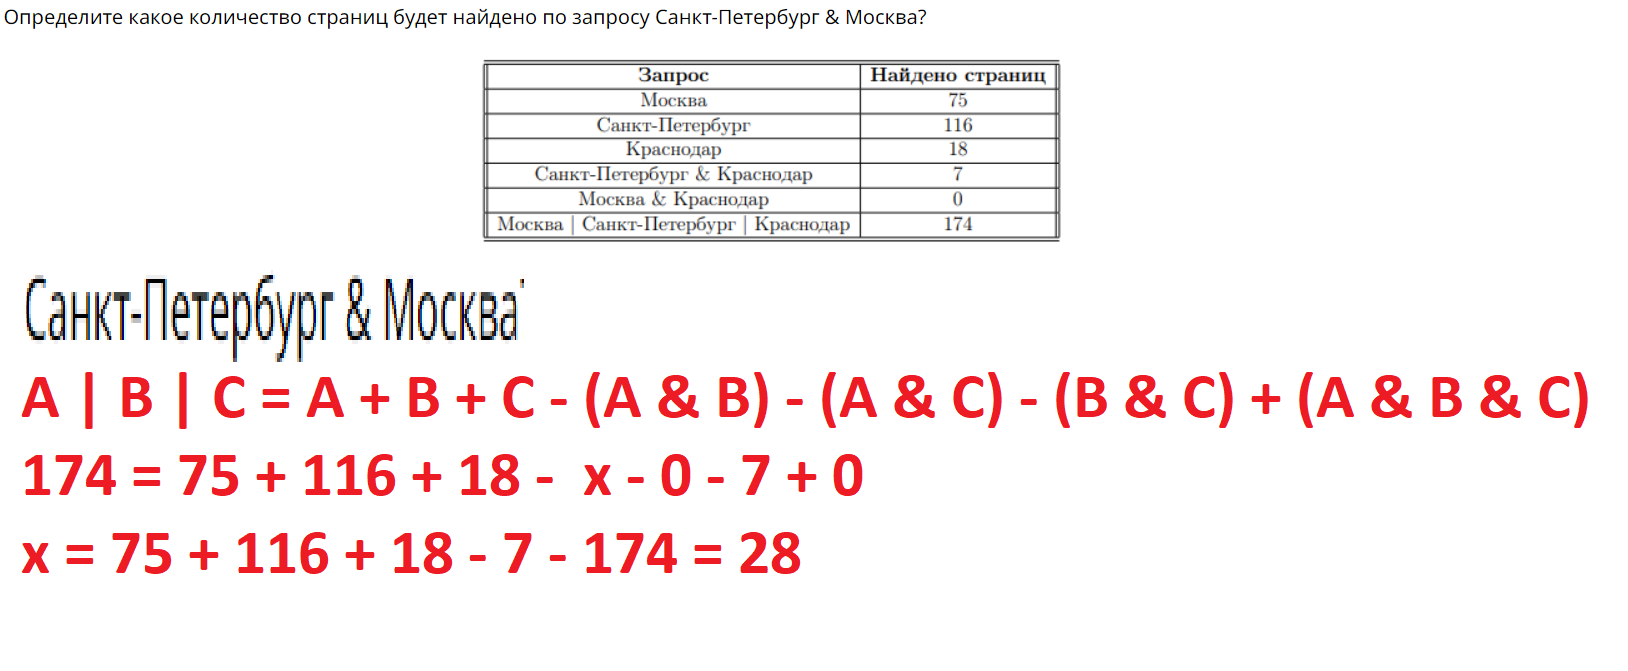 Определите какое количество страниц будет найдено по запросу Санкт-Петербург & Москва?
Запрос Найдено страниц
Москва 75
Санкт-Петербург 116
Краснодар 18
Санкт-Петербург & Краснодар 7
Москва & Краснодар 0
Москва | Санкт-Петербург | Краснодар 174
Санкт-Петербург & Москва
A | B | C = A + B + C - (A & B) - (A & C) - (B & C) + (A & B & C)
174 = 75 + 116 + 18 - x - 0 - 7 + 0
x = 75 + 116 + 18 - 7 - 174 = 28